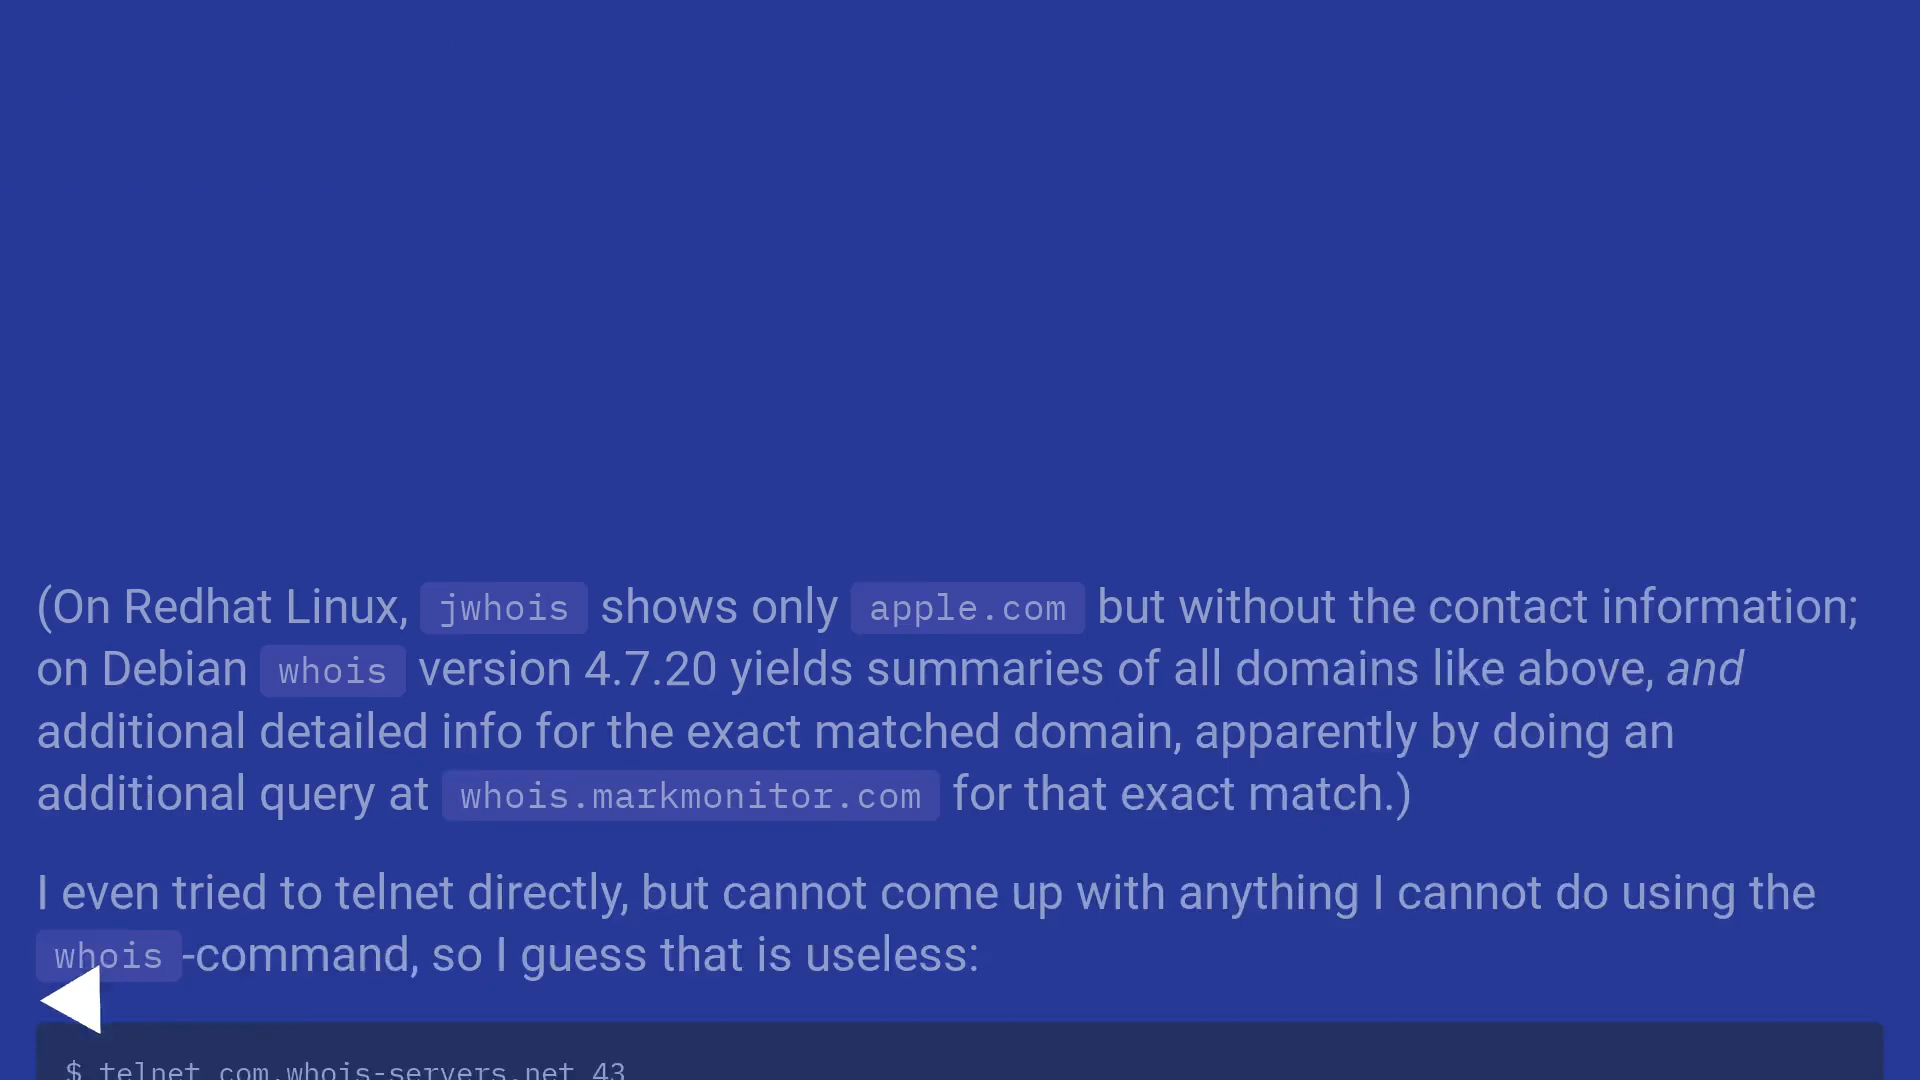 (On Redhat Linux, jwhois shows only apple.com but without the contact information;
on Debian whois version 4.7.20 yields summaries of all domains like above, and
additional detailed info for the exact matched domain, apparently by doing an
additional query at whois.markmonitor.com for that exact match.)
I even tried to telnet directly, but cannot come up with anything I cannot do using the
whois-command, so I guess that is useless:
$ telnet com.whois-servers.net 43